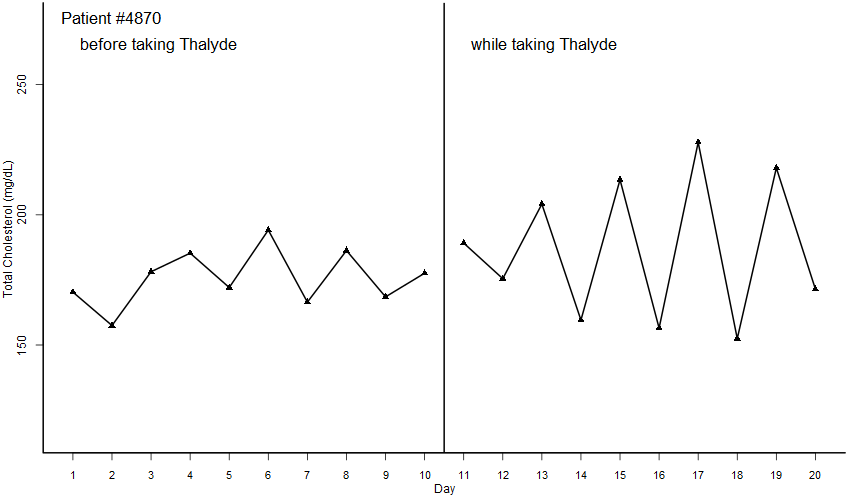 Patient #4870
before taking Thalyde
while taking Thalyde
Total Cholesterol (mg/dL)
250
200
150
1 2 3 4 5 6 7 8 9 10 11 12 13 14 15 16 17 18 19 20
Day